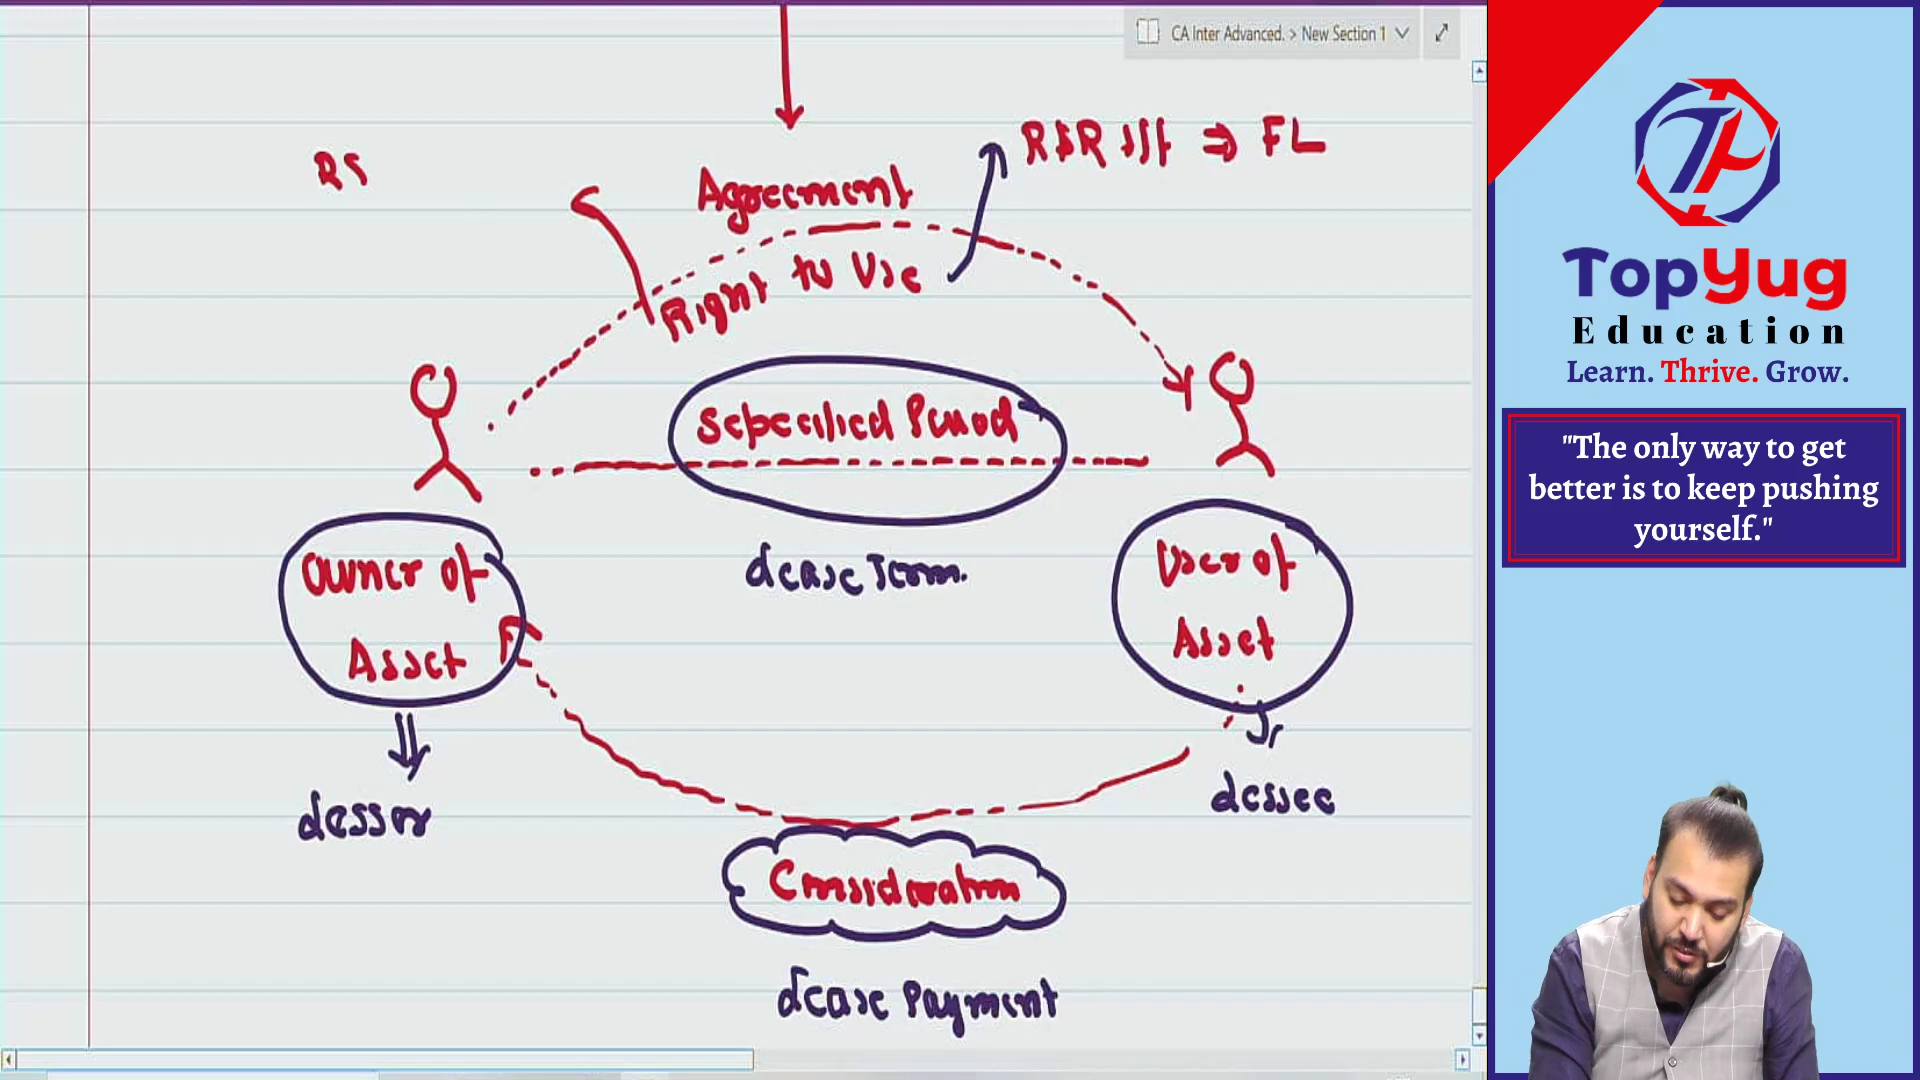 CA Inter Advanced. > New Section 1
RS
R&R ⇒ FL
Agreement
Right to Use
Sepecified Period
Lease Term.
Owner of
Asset
User of
Asset
Lessor
Lessee
Consideration
Lease Payment
TopYug
Education
Learn. Thrive. Grow.
"The only way to get
better is to keep pushing
yourself."